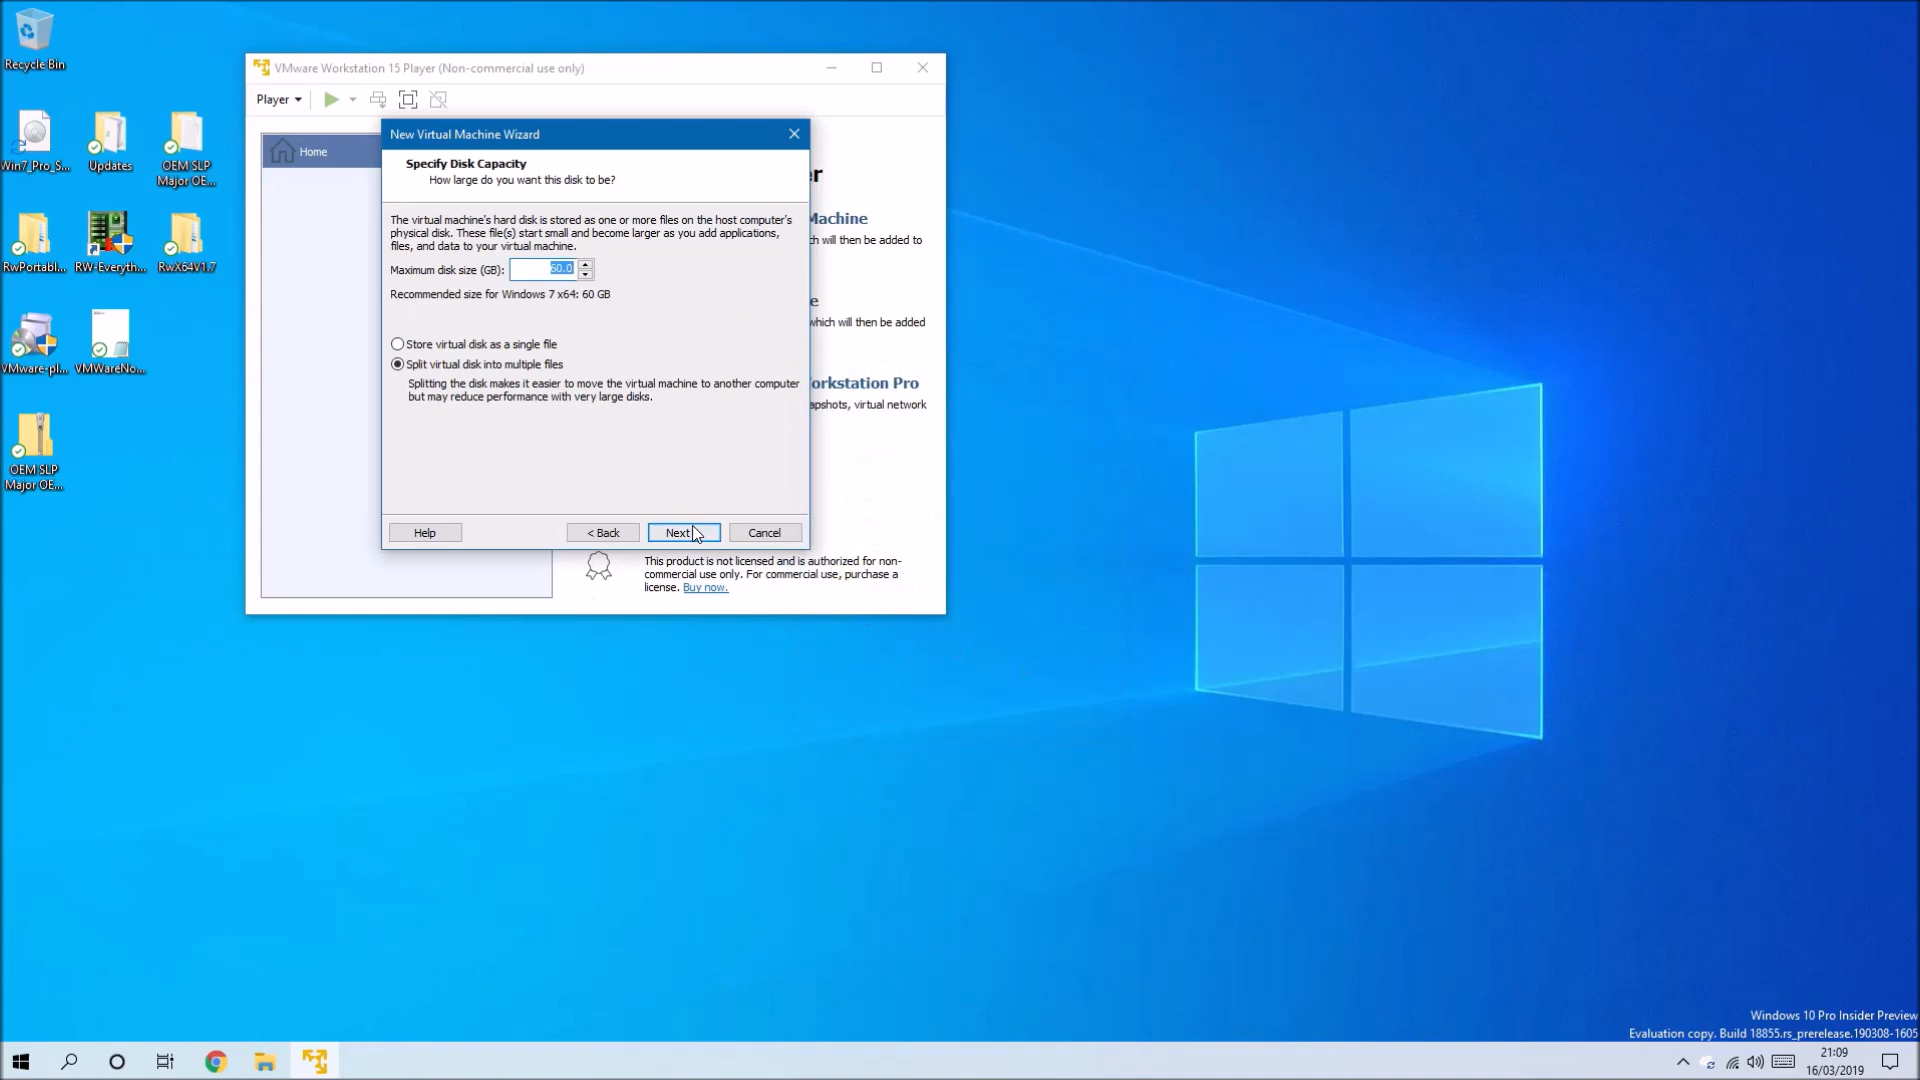 Recycle Bin
Win7_Pro_S...
Updates
OEM SLP
Major OE...
RwPortabl...
RW-Everyth...
RwX64V1.7
VMware-pl...
VMWareNo...
OEM SLP
Major OE...
VMware Workstation 15 Player (Non-commercial use only)
Player
Home
New Virtual Machine Wizard
Specify Disk Capacity
How large do you want this disk to be?
The virtual machine's hard disk is stored as one or more files on the host computer's
physical disk. These file(s) start small and become larger as you add applications,
files, and data to your virtual machine.
Maximum disk size (GB): 60.0
Recommended size for Windows 7 x64: 60 GB
Store virtual disk as a single file
Split virtual disk into multiple files
Splitting the disk makes it easier to move the virtual machine to another computer
but may reduce performance with very large disks.
Help
< Back
Next
Cancel
er
Machine
ch will then be added to
e
which will then be added
orkstation Pro
apshots, virtual network
This product is not licensed and is authorized for non-
commercial use only. For commercial use, purchase a
license. Buy now.
Windows 10 Pro Insider Preview
Evaluation copy. Build 18855.rs_prerelease.190308-1605
21:09
16/03/2019